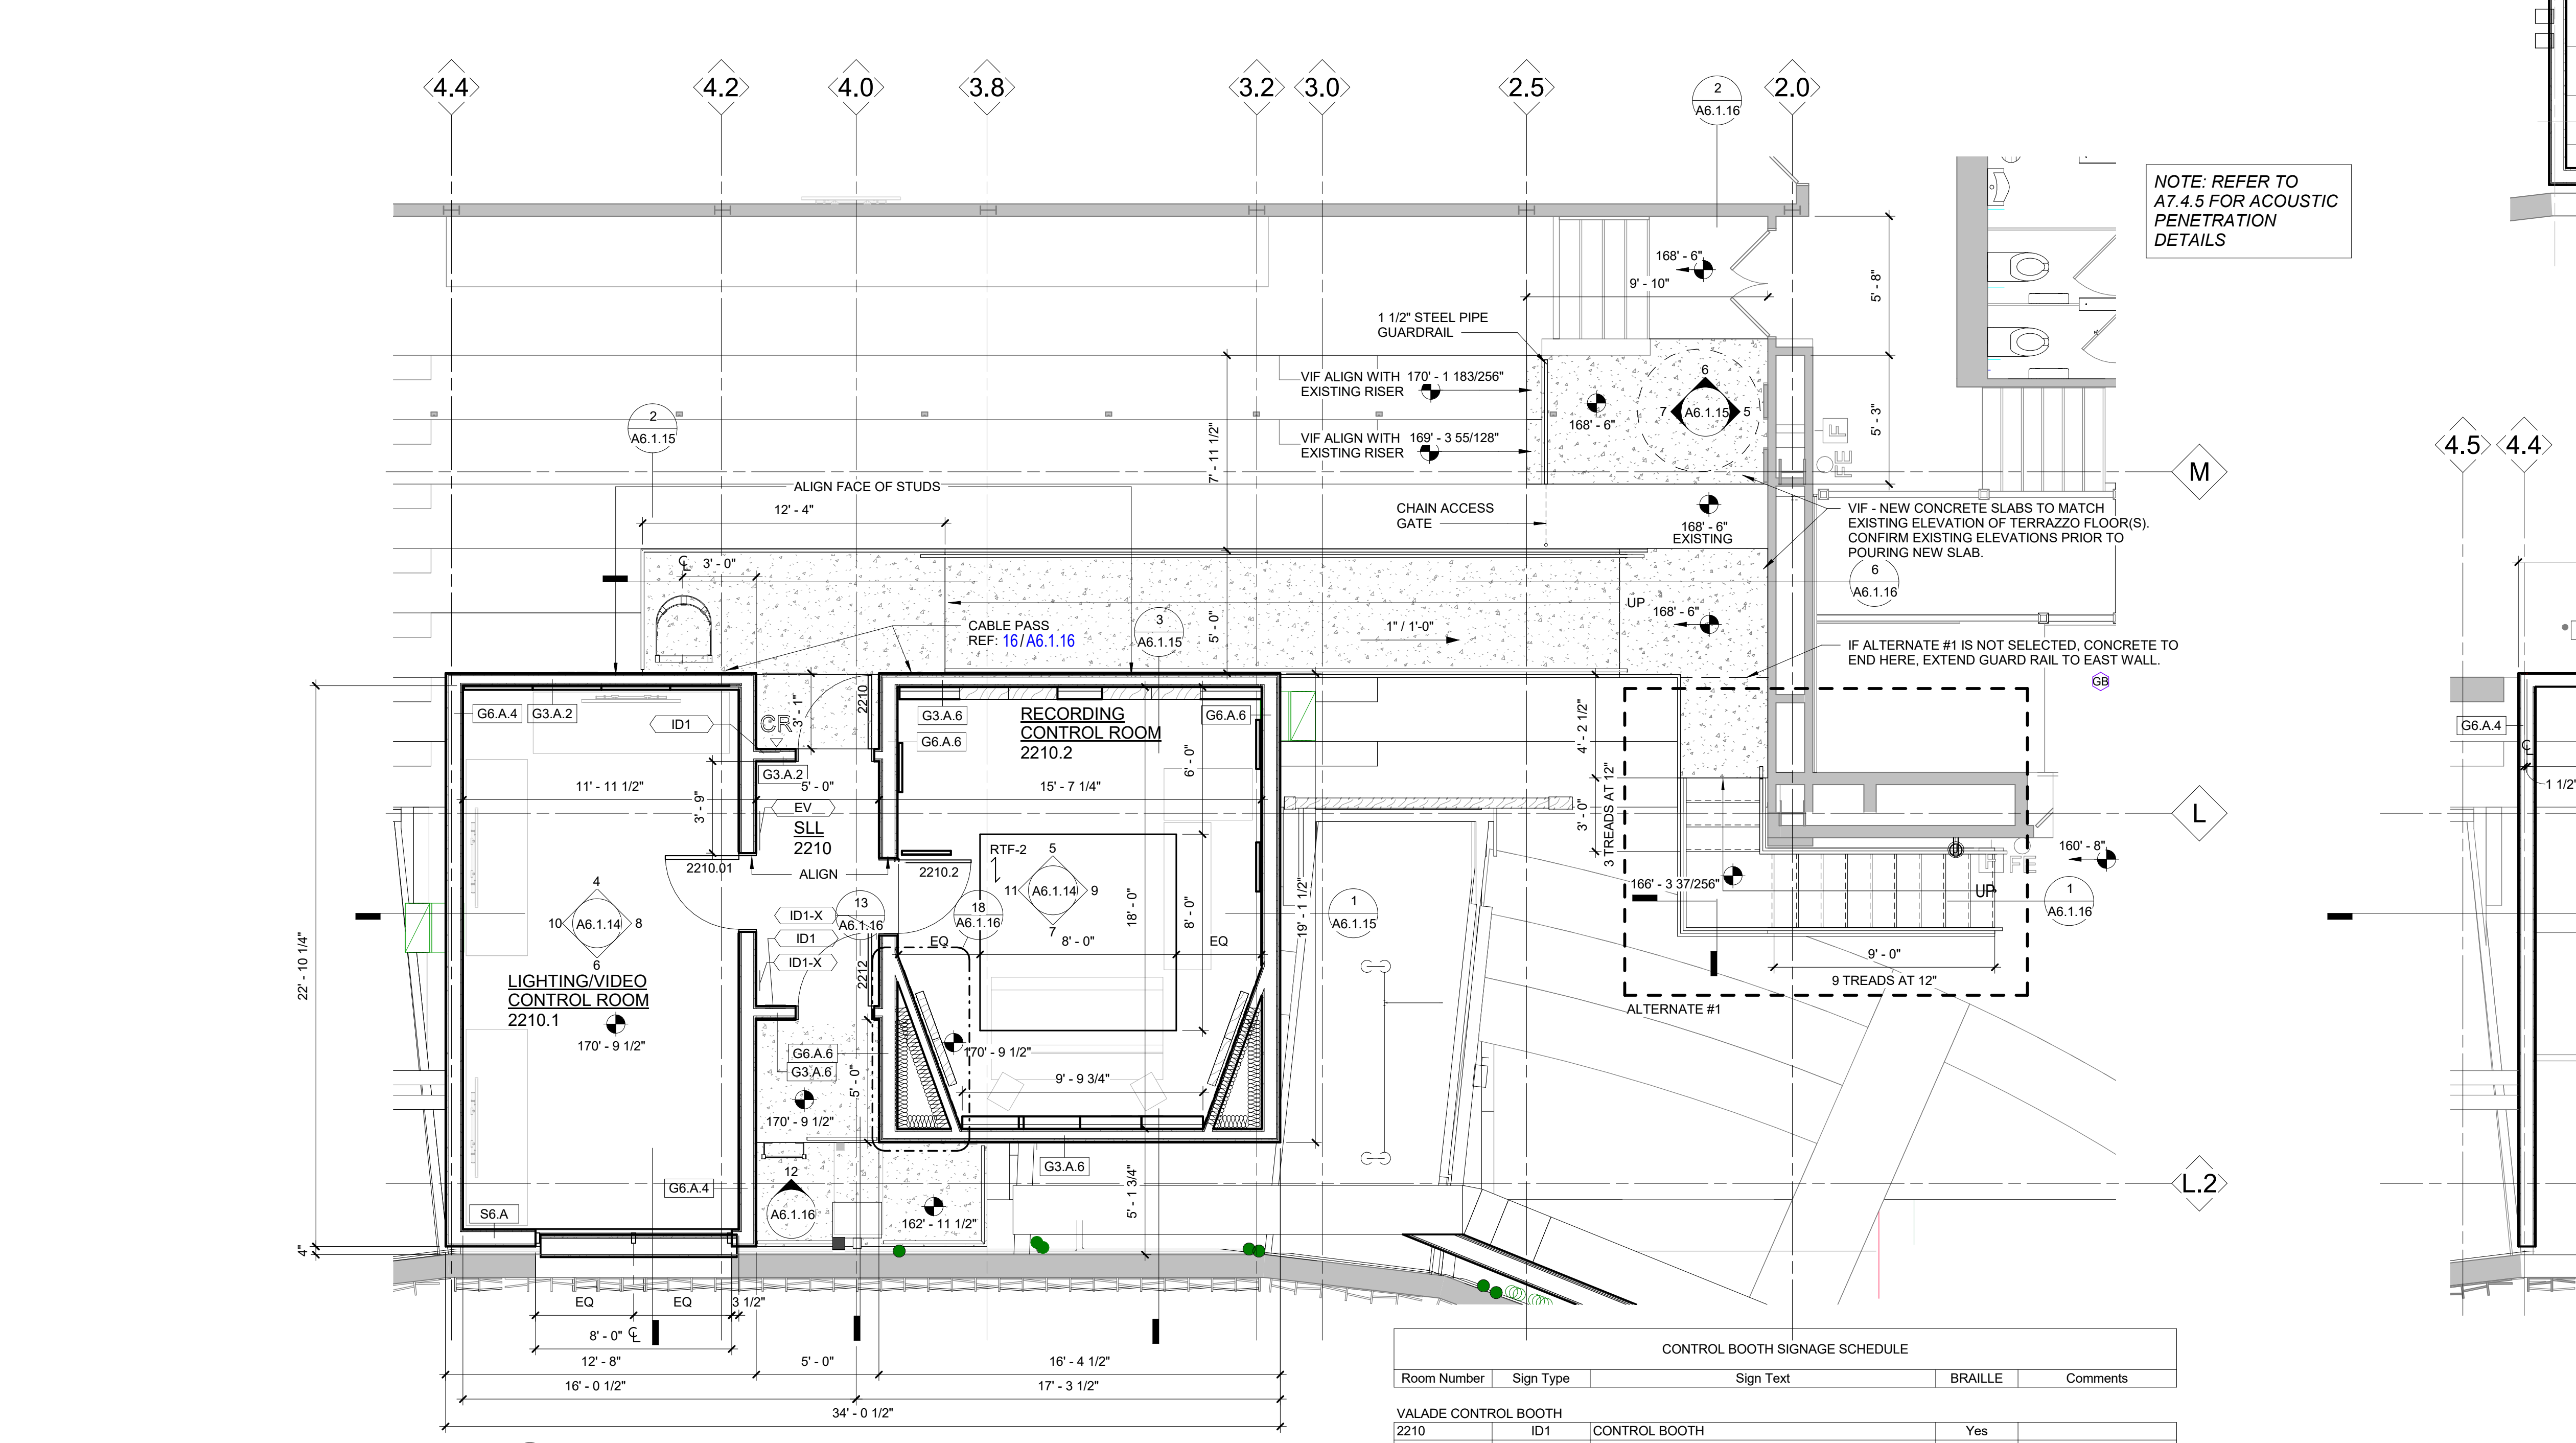 4.4
4.2
4.0
3.8
3.2
3.0
2.5
2
A6.1.16
2.0
NOTE: REFER TO
A7.4.5 FOR ACOUSTIC
PENETRATION
DETAILS
168' - 6"
9' - 10"
5' - 8"
1 1/2" STEEL PIPE
GUARDRAIL
VIF ALIGN WITH
EXISTING RISER
170' - 1 183/256"
168' - 6"
6
7
A6.1.15
5
5' - 3"
F
FE
2
A6.1.15
VIF ALIGN WITH
EXISTING RISER
169' - 3 55/128"
7' - 11 1/2"
4.5
4.4
M
ALIGN FACE OF STUDS
12' - 4"
CHAIN ACCESS
GATE
168' - 6"
EXISTING
VIF - NEW CONCRETE SLABS TO MATCH
EXISTING ELEVATION OF TERRAZZO FLOOR(S).
CONFIRM EXISTING ELEVATIONS PRIOR TO
POURING NEW SLAB.
3' - 0"
6
A6.1.16
CABLE PASS
REF: 16/A6.1.16
3
A6.1.15
5' - 0"
UP
168' - 6"
1" / 1'-0"
IF ALTERNATE #1 IS NOT SELECTED, CONCRETE TO
END HERE, EXTEND GUARD RAIL TO EAST WALL.
GB
G6.A.4
G3.A.2
ID1
CR
3' - 1"
2210
G3.A.6
G6.A.6
RECORDING
CONTROL ROOM
2210.2
G6.A.6
6' - 0"
4' - 2 1/2"
G6.A.4
G3.A.2
11' - 11 1/2"
5' - 0"
15' - 7 1/4"
3' - 9"
EV
SLL
2210
3' - 0"
3 TREADS AT 12"
1 1/2"
L
2210.01
ALIGN
2210.2
RTF-2
5
11
A6.1.14
9
7
18' - 0"
8' - 0"
19' - 1 1/2"
166' - 3 37/256"
FE
UP
160' - 8"
1
A6.1.16
4
10
A6.1.14
8
6
ID1-X
ID1
ID1-X
13
A6.1.16
18
A6.1.16
EQ
8' - 0"
EQ
1
A6.1.15
2212
22' - 10 1/4"
LIGHTING/VIDEO
CONTROL ROOM
2210.1
170' - 9 1/2"
9' - 0"
9 TREADS AT 12"
ALTERNATE #1
G6.A.6
G3.A.6
5' - 0"
170' - 9 1/2"
9' - 9 3/4"
170' - 9 1/2"
G3.A.6
12
A6.1.16
G6.A.4
S6.A
5' - 1 3/4"
162' - 11 1/2"
L.2
4"
EQ
EQ
3 1/2"
8' - 0"
12' - 8"
5' - 0"
16' - 4 1/2"
16' - 0 1/2"
17' - 3 1/2"
34' - 0 1/2"
CONTROL BOOTH SIGNAGE SCHEDULE
Room Number Sign Type Sign Text BRAILLE Comments
VALADE CONTROL BOOTH
2210 ID1 CONTROL BOOTH Yes